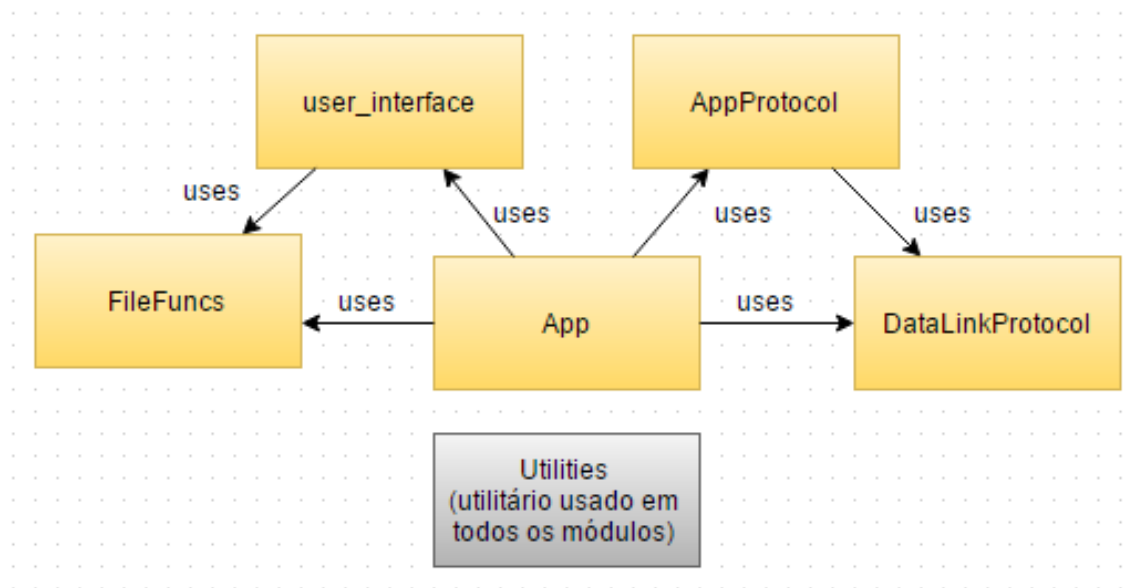 user_interface
AppProtocol
uses
uses
uses
uses
FileFuncs
uses
App
uses
DataLinkProtocol
Utilities
(utilitário usado em
todos os módulos)